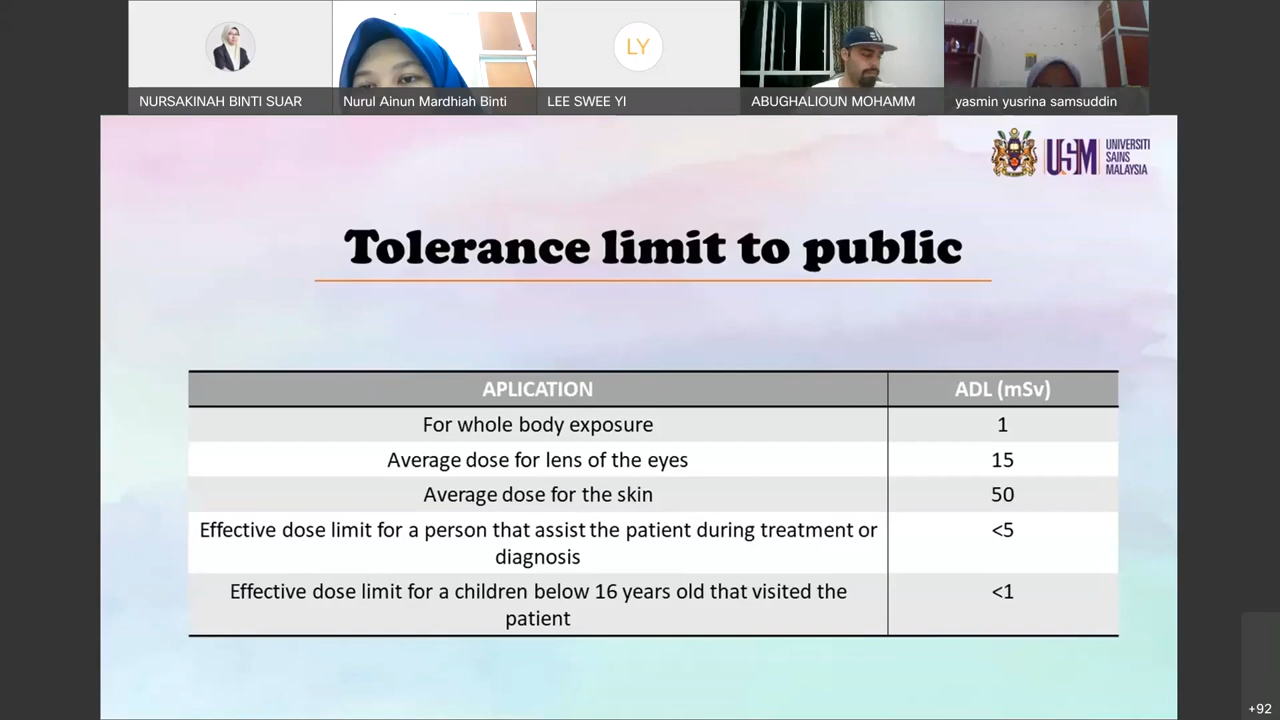 NURSAKINAH BINTI SUAR
Nurul Ainun Mardhiah Binti
LY
LEE SWEE YI
ABUGHALIOUN MOHAMM
yasmin yusrina samsuddin
USM
UNIVERSITI
SAINS
MALAYSIA
Tolerance limit to public
APLICATION ADL (mSv)
For whole body exposure 1
Average dose for lens of the eyes 15
Average dose for the skin 50
Effective dose limit for a person that assist the patient during treatment or <5
diagnosis
Effective dose limit for a children below 16 years old that visited the <1
patient
+92